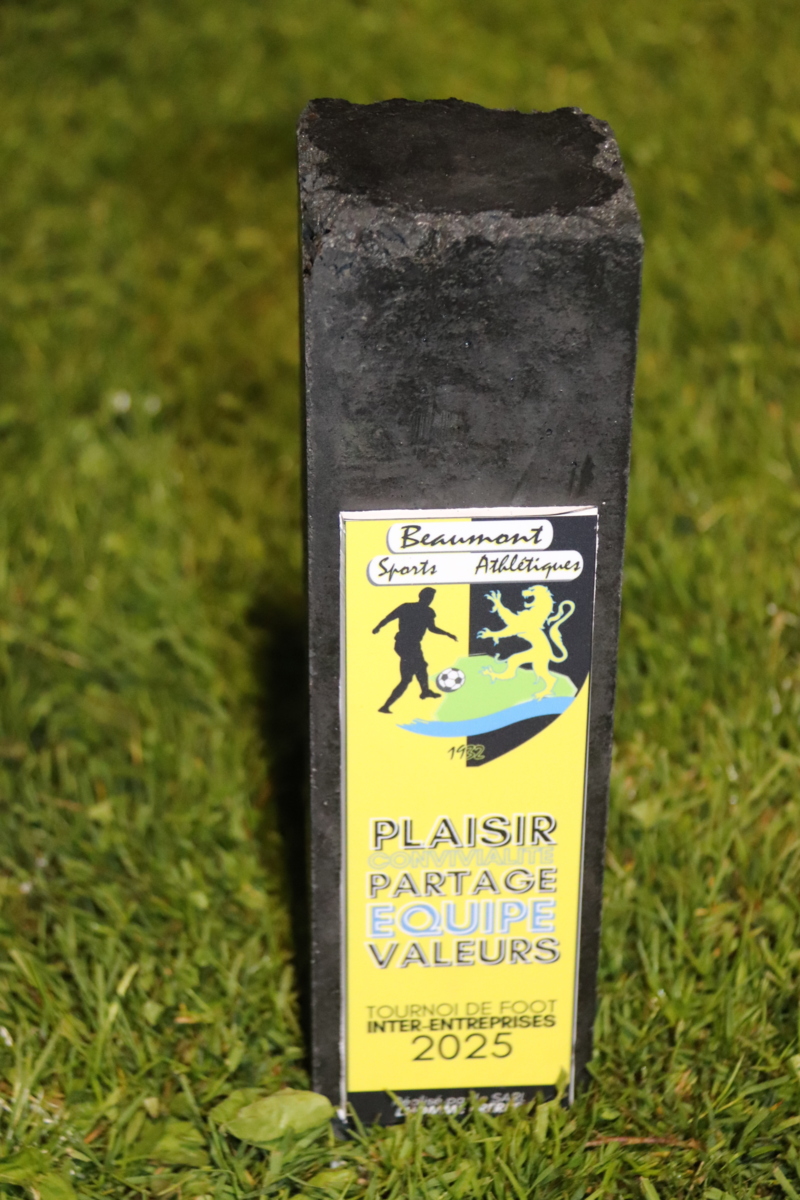 Beaumont
Sports Athlétiques
1932
PLAISIR
CONVIVIALITE
PARTAGE
EQUIPE
VALEURS
TOURNOI DE FOOT
INTER-ENTREPRISES
2025